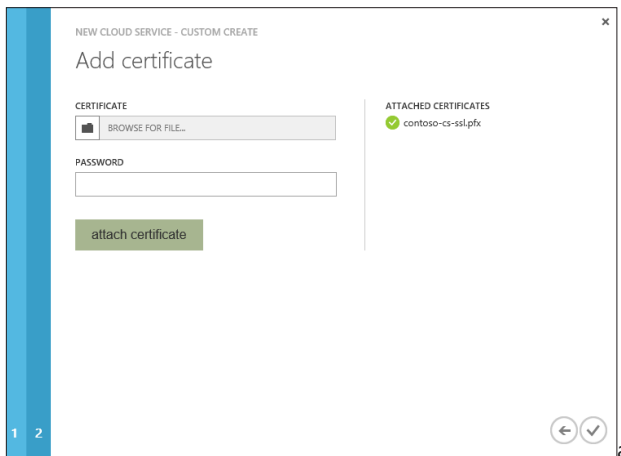 NEW CLOUD SERVICE - CUSTOM CREATE
Add certificate
CERTIFICATE
BROWSE FOR FILE...
PASSWORD
attach certificate
ATTACHED CERTIFICATES
contoso-cs-ssl.pfx
1 2
a